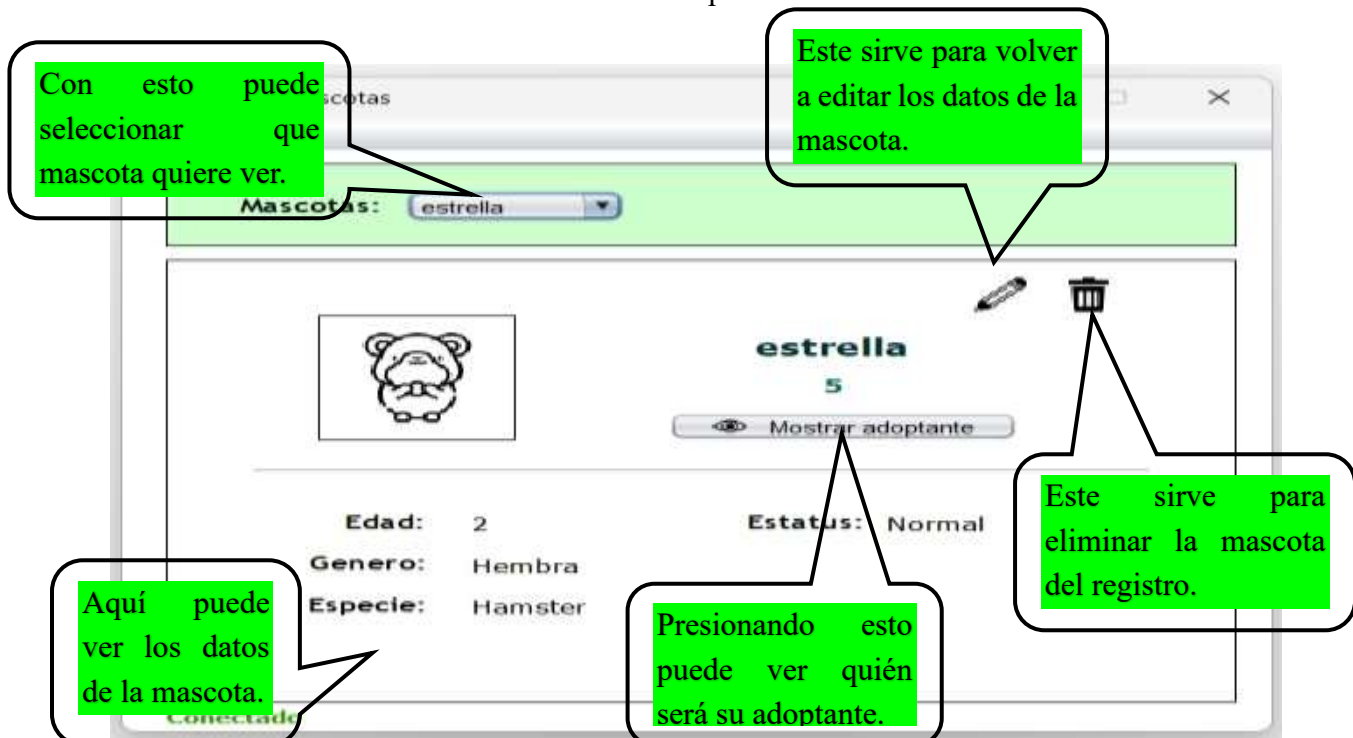 Este sirve para volver
a editar los datos de la
mascota.
Con esto puede
seleccionar que
mascota quiere ver.
Mascotas: estrella
estrella
5
Mostrar adoptante
Edad: 2
Estatus: Normal
Genero: Hembra
Especie: Hamster
Este sirve para
eliminar la mascota
del registro.
Aquí puede
ver los datos
de la mascota.
Presionando esto
puede ver quién
será su adoptante.
Conectado